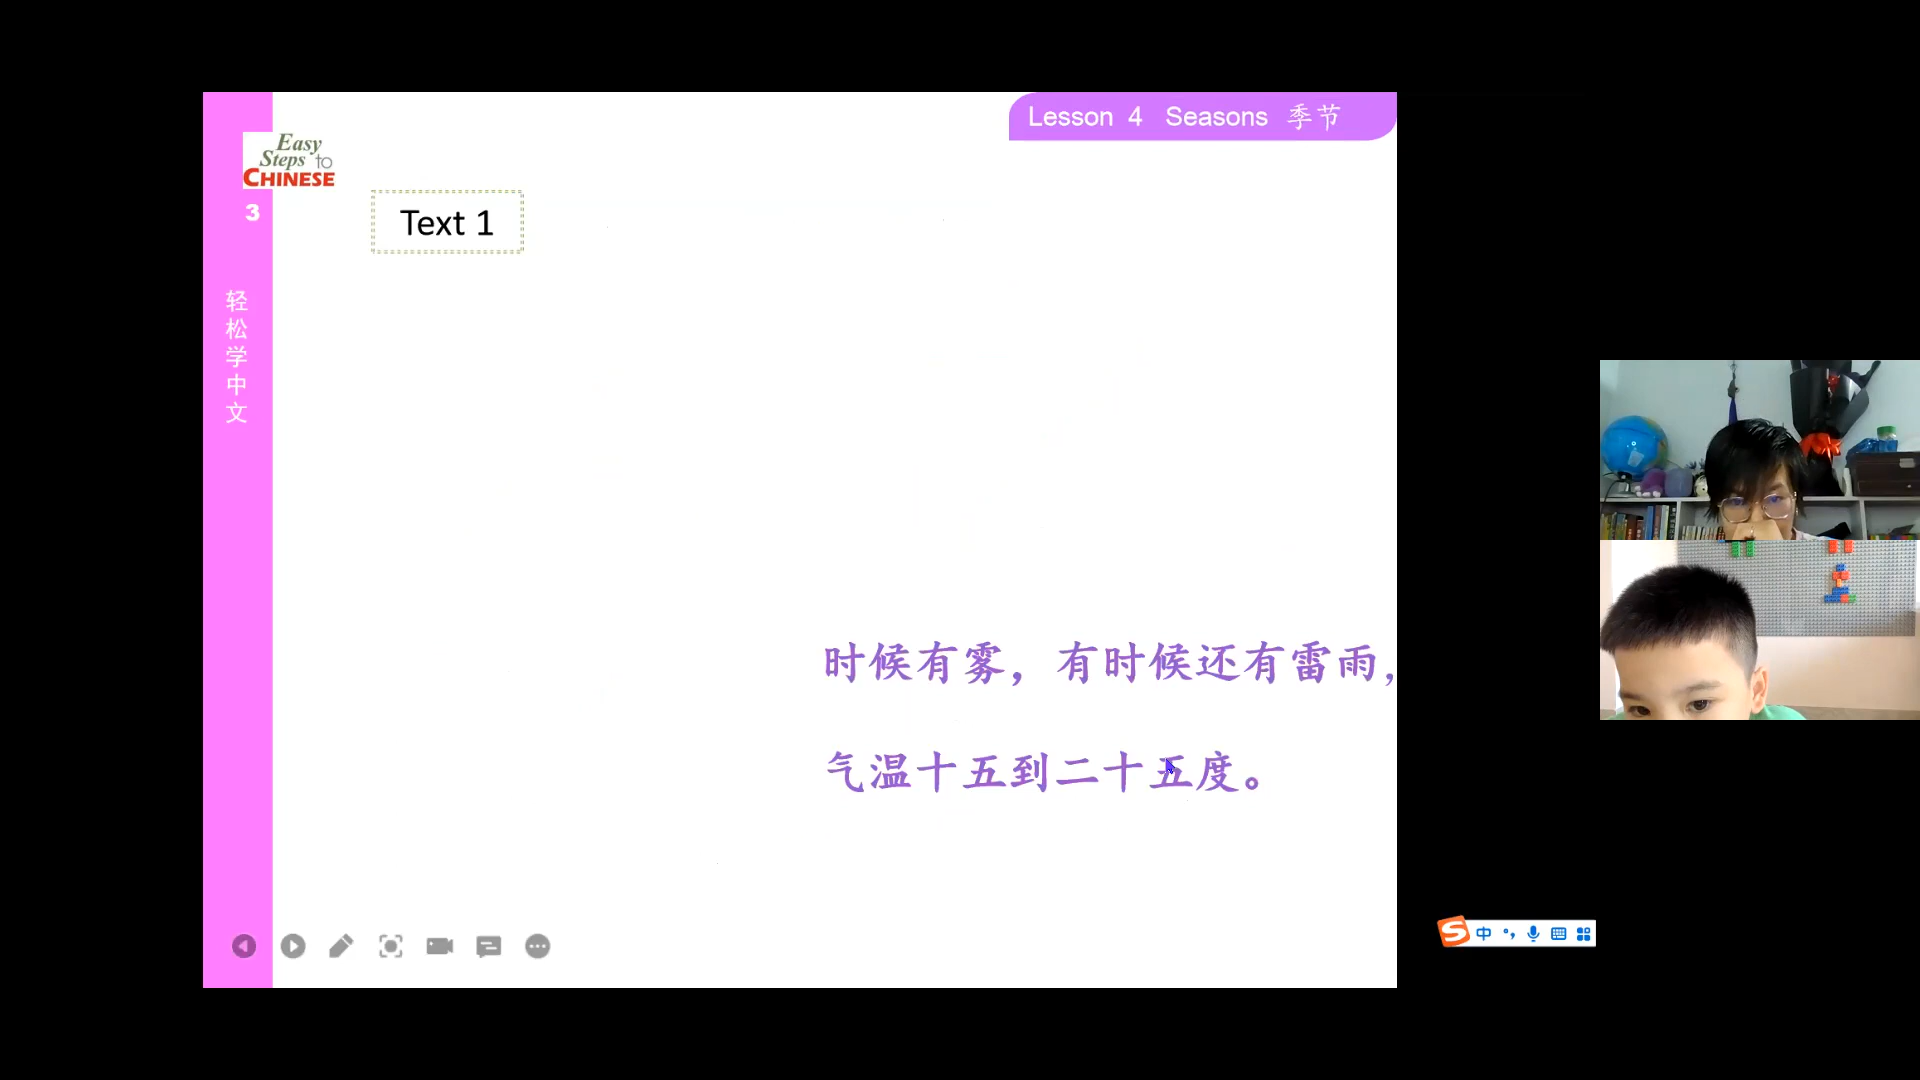 Lesson 4 Seasons 季节
Easy
Steps to
CHINESE
3
Text 1
轻松学中文
时候有雾，有时候还有雷雨，
气温十五到二十五度。
S中